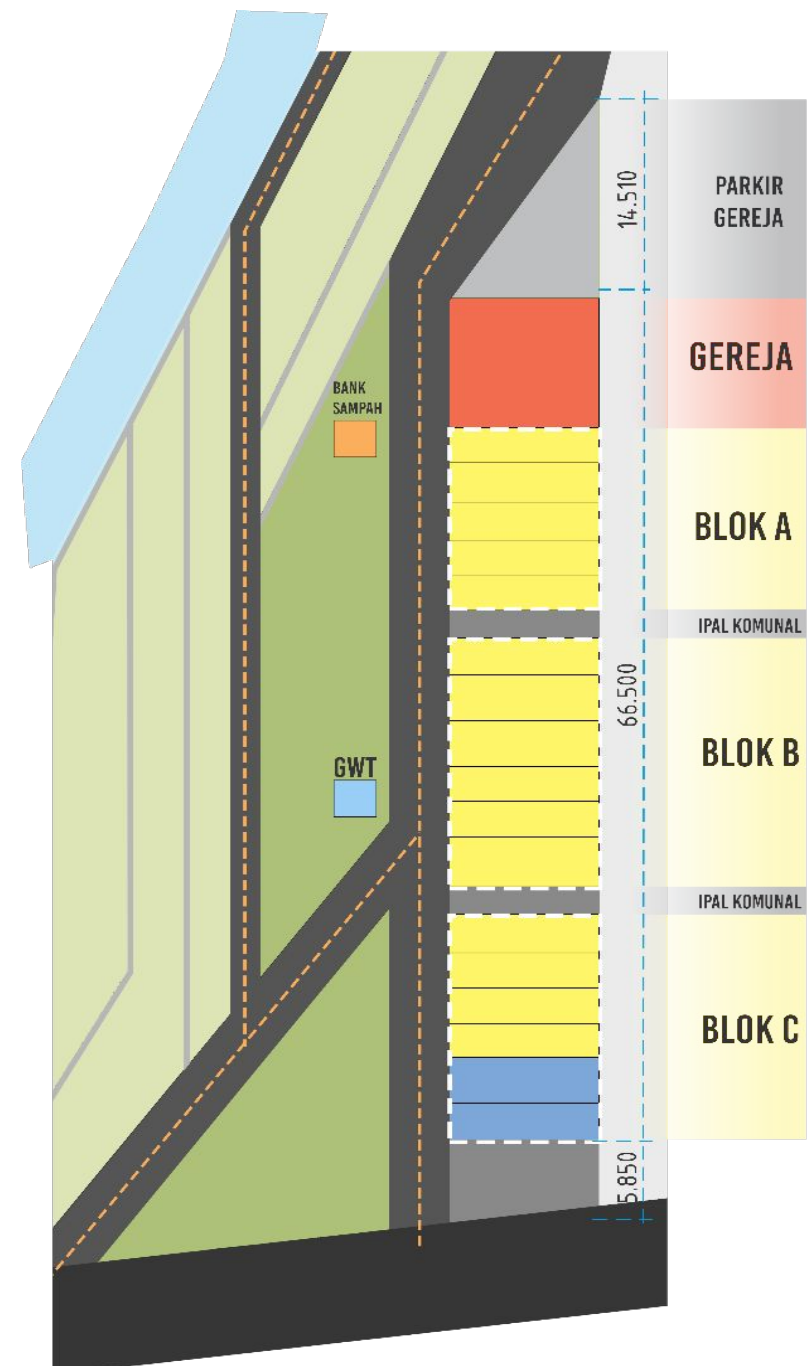 14.510
PARKIR
GEREJA
GEREJA
BANK
SAMPAH
BLOK A
IPAL KOMUNAL
66.500
BLOK B
GWT
IPAL KOMUNAL
BLOK C
5.850